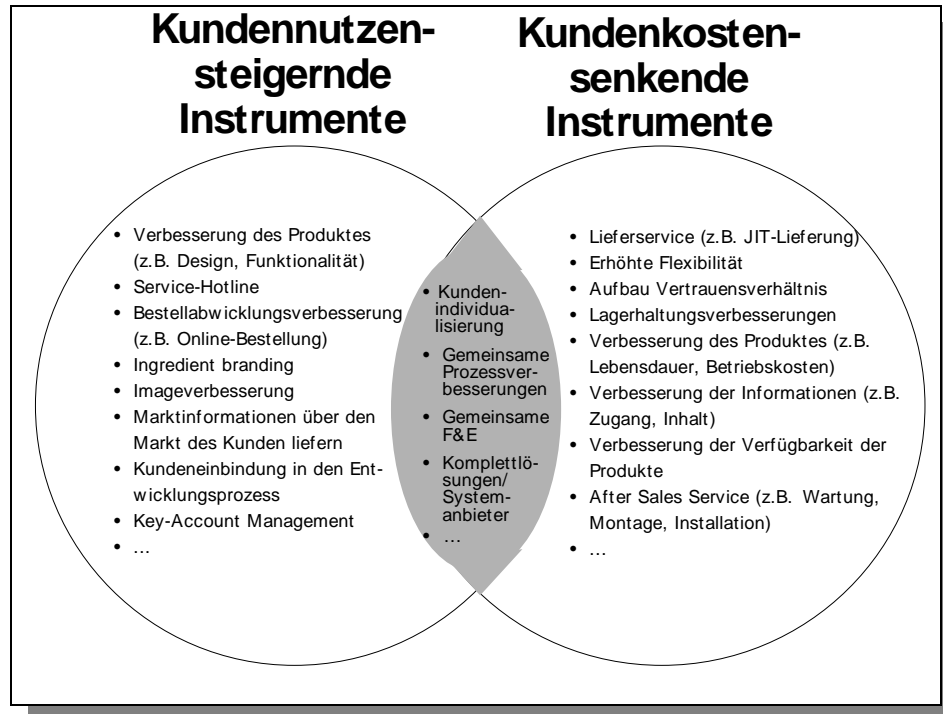 Kundennutzen-
steigernde
Instrumente
Kundenkosten-
senkende
Instrumente
• Verbesserung des Produktes
(z.B. Design, Funktionalität)
• Service-Hotline
• Bestellabwicklungsverbesserung
(z.B. Online-Bestellung)
• Ingredient branding
• Imageverbesserung
• Marktinformationen über den
Markt des Kunden liefern
• Kundeneinbindung in den Ent-
wicklungsprozess
• Key-Account Management
• …
• Kunden-
individua-
lisierung
• Gemeinsame
Prozessver-
besserungen
• Gemeinsame
F&E
• Komplettlö-
sungen/
System-
anbieter
• …
• Lieferservice (z.B. JIT-Lieferung)
• Erhöhte Flexibilität
• Aufbau Vertrauensverhältnis
• Lagerhaltungsverbesserungen
• Verbesserung des Produktes (z.B.
Lebensdauer, Betriebskosten)
• Verbesserung der Informationen (z.B.
Zugang, Inhalt)
• Verbesserung der Verfügbarkeit der
Produkte
• After Sales Service (z.B. Wartung,
Montage, Installation)
• …